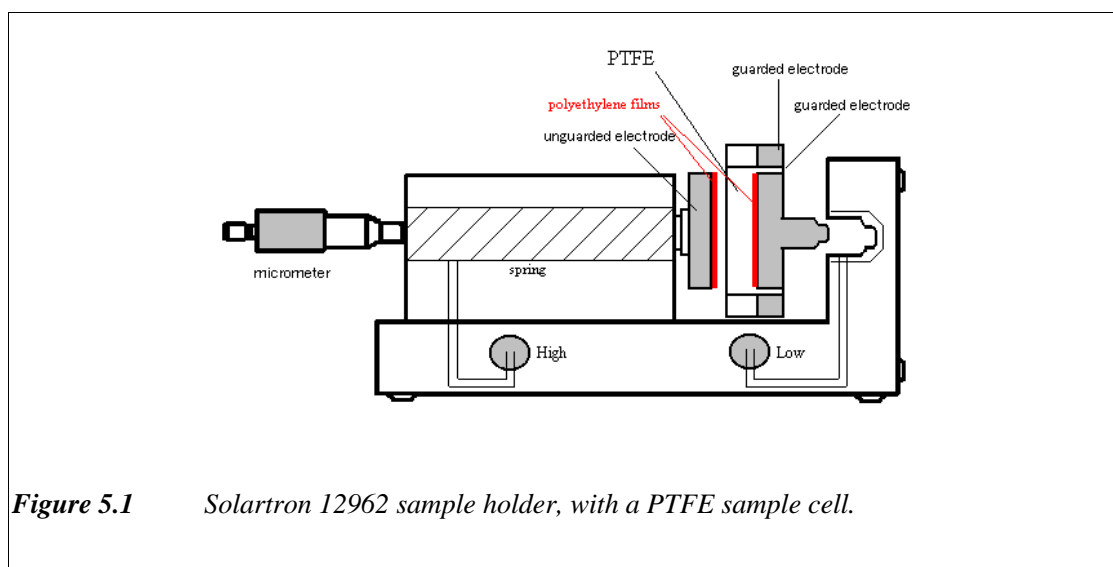 PTFE
guarded electrode
polyethylene films
guarded electrode
unguarded electrode
micrometer
spring
High
Low
Figure 5.1 Solartron 12962 sample holder, with a PTFE sample cell.